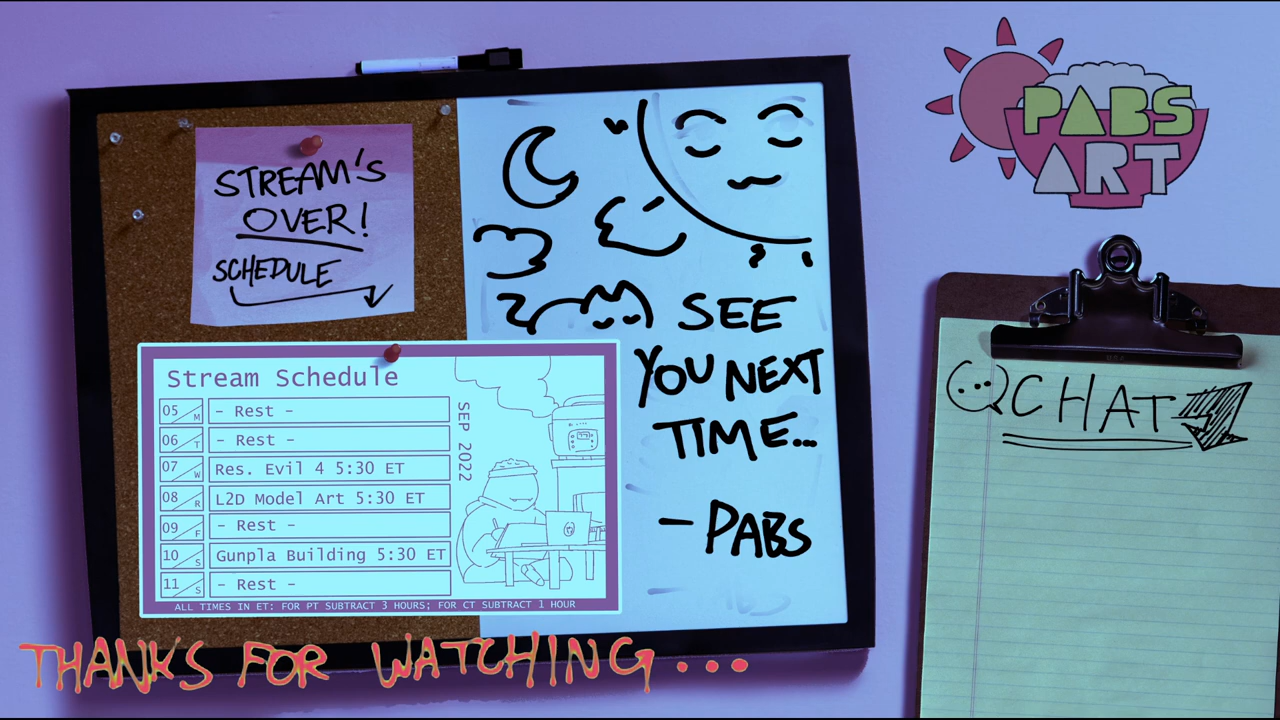 STREAM'S
OVER!
SCHEDULE
SEE
YOU NEXT
TIME...
- PABS
PABS
ART
CHAT
Stream Schedule
SEP 2022
05 M - Rest -
06 T - Rest -
07 W Res. Evil 4 5:30 ET
08 R L2D Model Art 5:30 ET
09 F - Rest -
10 S Gunpla Building 5:30 ET
11 S - Rest -
ALL TIMES IN ET: FOR PT SUBTRACT 3 HOURS; FOR CT SUBTRACT 1 HOUR
THANKS FOR WATCHING...